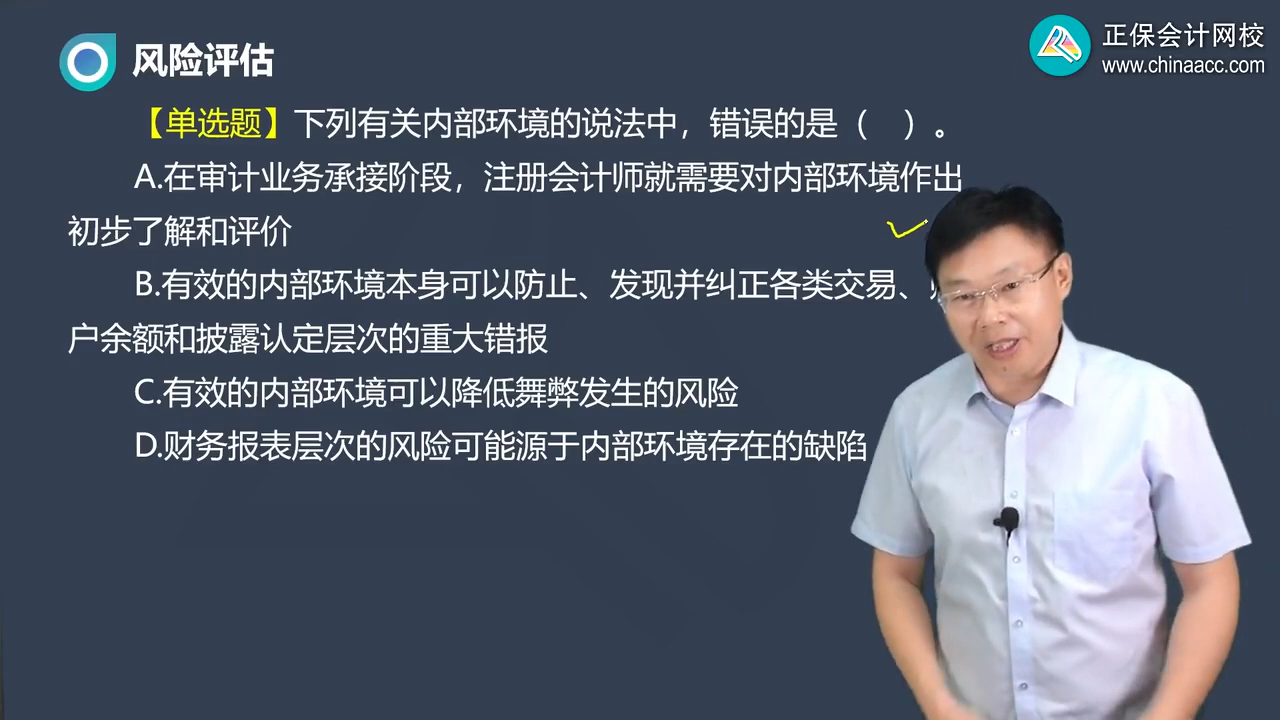 风险评估
正保会计网校
www.chinaacc.com
【单选题】下列有关内部环境的说法中，错误的是（ ）。
A.在审计业务承接阶段，注册会计师就需要对内部环境作出
初步了解和评价
B.有效的内部环境本身可以防止、发现并纠正各类交易、
户余额和披露认定层次的重大错报
C.有效的内部环境可以降低舞弊发生的风险
D.财务报表层次的风险可能源于内部环境存在的缺陷